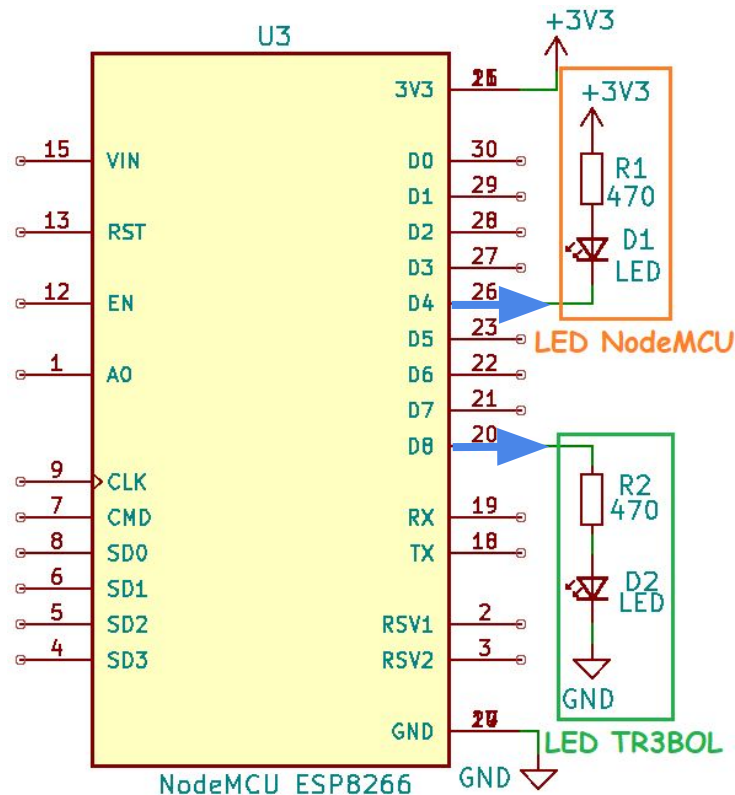 U3
+3V3
3V3
+3V3
15 VIN
D0 30
R1
470
D1 29
13 RST
D2 28
D1
LED
D3 27
12 EN
D4 26
D5 23
LED NodeMCU
1 A0
D6 22
D7 21
D8 20
9 CLK
R2
470
7 CMD
RX 19
8 SD0
TX 18
6 SD1
D2
LED
5 SD2
RSV1 2
4 SD3
RSV2 3
GND
GND
LED TR3BOL
NodeMCU ESP8266
GND